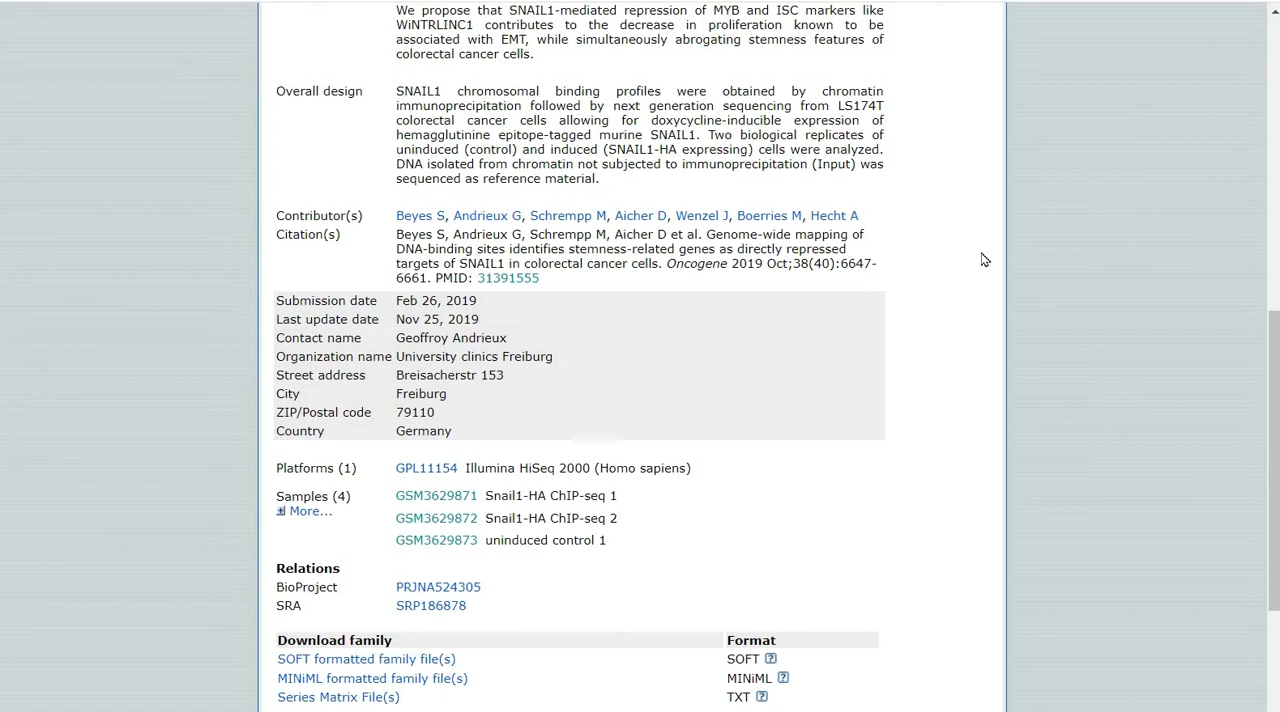 We propose that SNAIL1-mediated repression of MYB and ISC markers like
WiNTRLINC1 contributes to the decrease in proliferation known to be
associated with EMT, while simultaneously abrogating stemness features of
colorectal cancer cells.
Overall design SNAIL1 chromosomal binding profiles were obtained by chromatin
immunoprecipitation followed by next generation sequencing from LS174T
colorectal cancer cells allowing for doxycycline-inducible expression of
hemagglutinine epitope-tagged murine SNAIL1. Two biological replicates of
uninduced (control) and induced (SNAIL1-HA expressing) cells were analyzed.
DNA isolated from chromatin not subjected to immunoprecipitation (Input) was
sequenced as reference material.
Contributor(s) Beyes S, Andrieux G, Schrempp M, Aicher D, Wenzel J, Boerries M, Hecht A
Citation(s) Beyes S, Andrieux G, Schrempp M, Aicher D et al. Genome-wide mapping of
DNA-binding sites identifies stemness-related genes as directly repressed
targets of SNAIL1 in colorectal cancer cells. Oncogene 2019 Oct;38(40):6647-
6661. PMID: 31391555
Submission date Feb 26, 2019
Last update date Nov 25, 2019
Contact name Geoffroy Andrieux
Organization name University clinics Freiburg
Street address Breisacherstr 153
City Freiburg
ZIP/Postal code 79110
Country Germany
Platforms (1) GPL11154 Illumina HiSeq 2000 (Homo sapiens)
Samples (4) GSM3629871 Snail1-HA ChIP-seq 1
More...
GSM3629872 Snail1-HA ChIP-seq 2
GSM3629873 uninduced control 1
Relations
BioProject PRJNA524305
SRA SRP186878
Download family Format
SOFT formatted family file(s) SOFT ?
MINiML formatted family file(s) MINiML ?
Series Matrix File(s) TXT ?